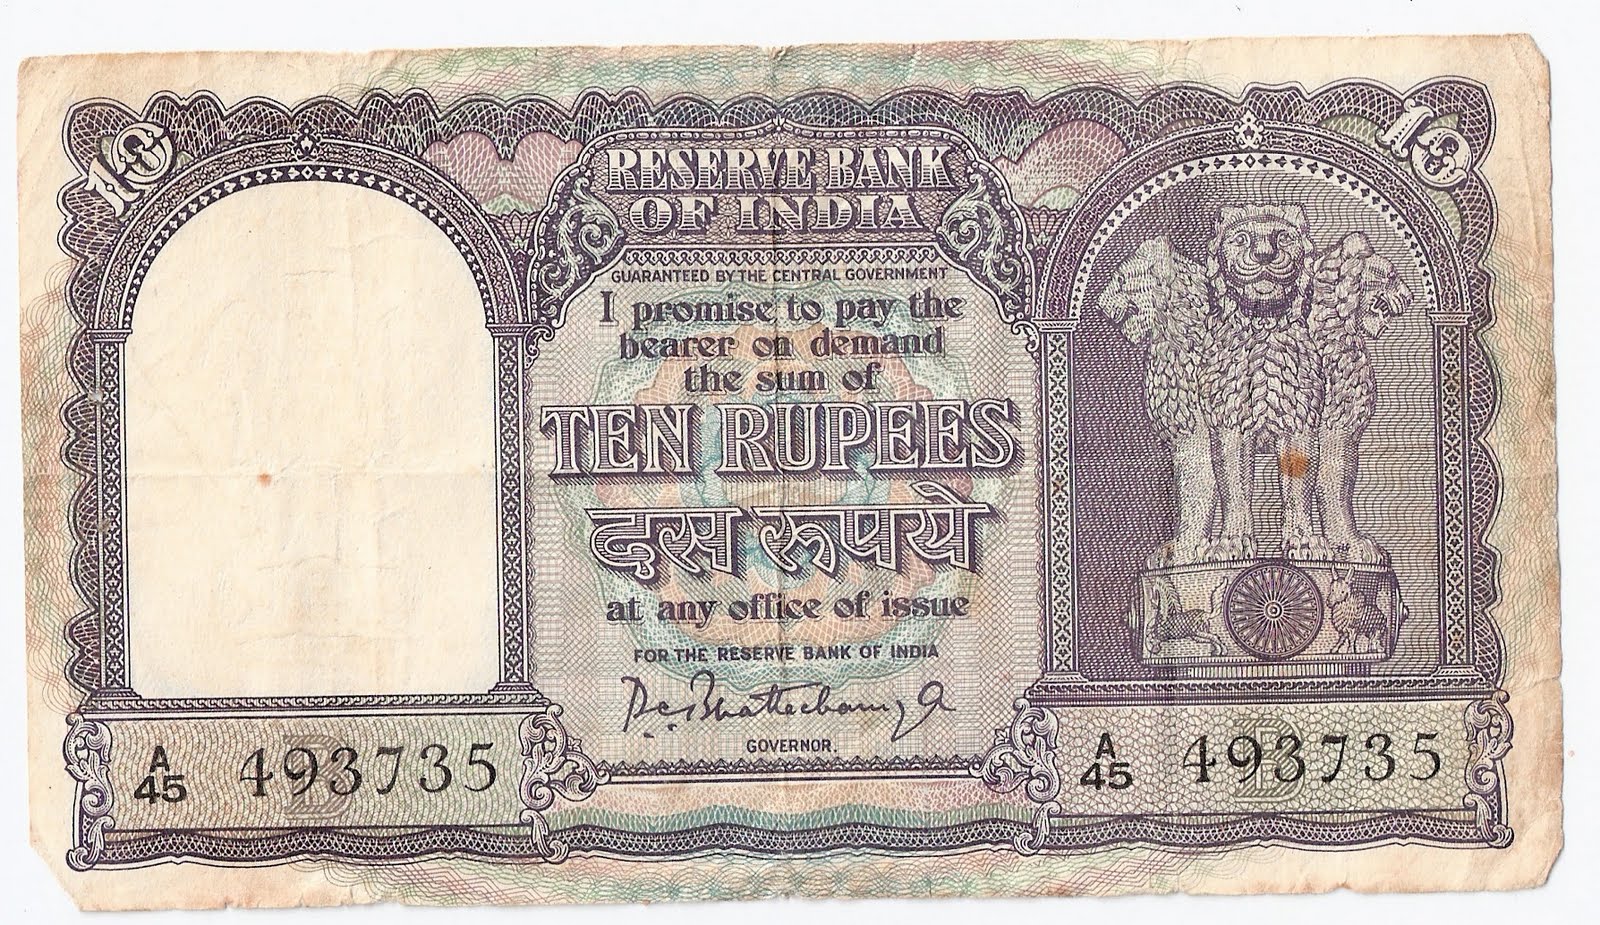 10
10
RESERVE BANK
OF INDIA
GUARANTEED BY THE CENTRAL GOVERNMENT
I promise to pay the
bearer on demand
the sum of
TEN RUPEES
दस रूपये
at any office of issue
FOR THE RESERVE BANK OF INDIA
P.C. Bhattacharyya
GOVERNOR.
A
45 493735
B
A
45 493735
B